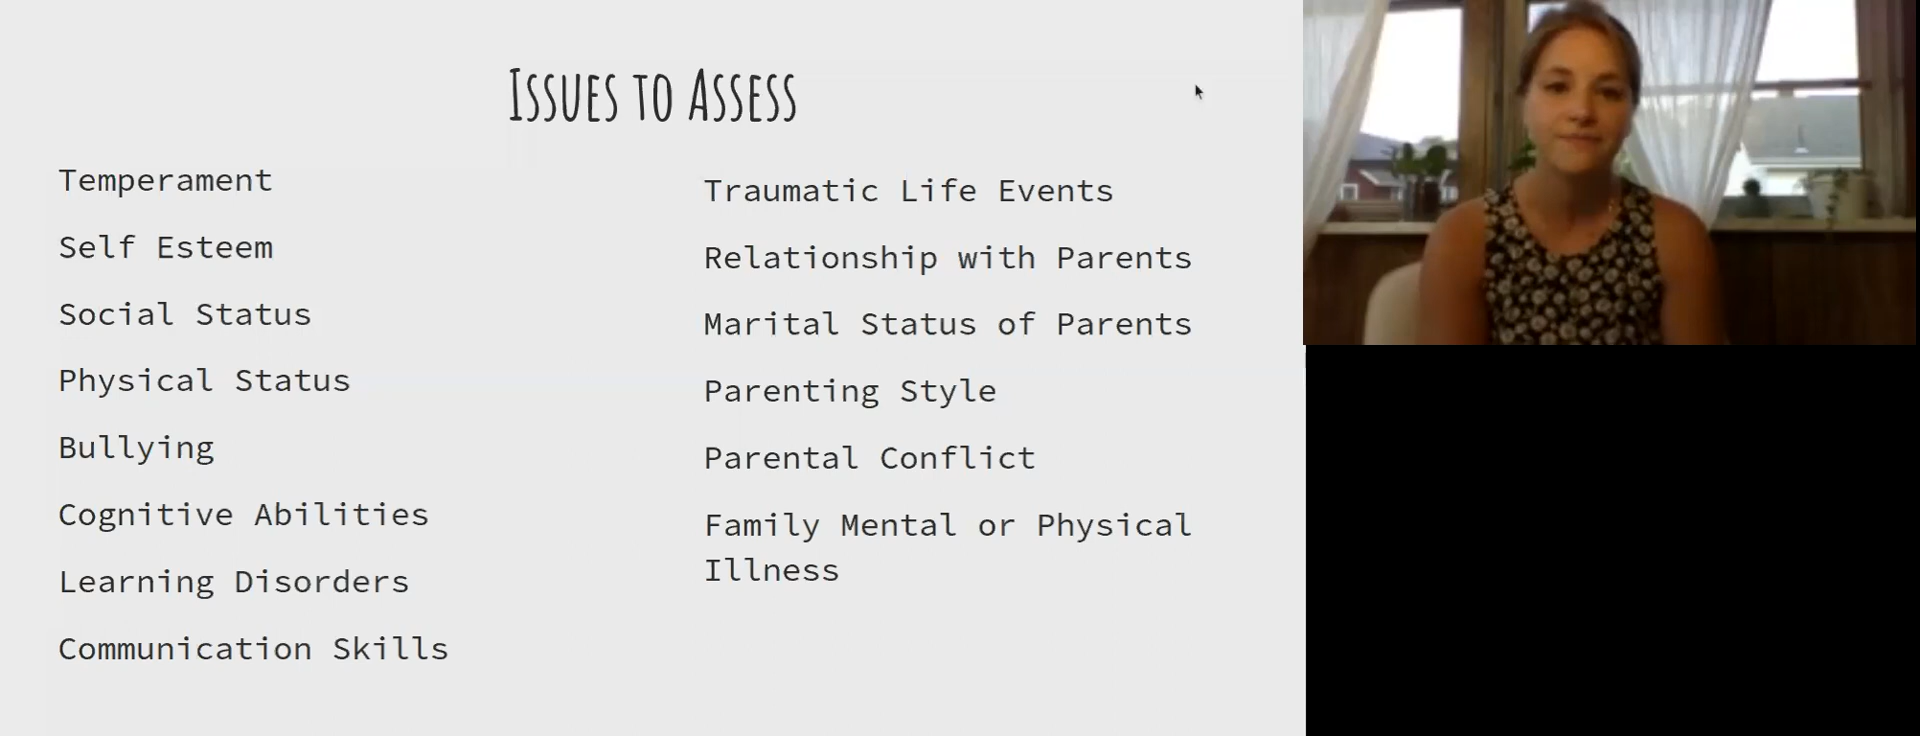 Issues to Assess
Temperament
Self Esteem
Social Status
Physical Status
Bullying
Cognitive Abilities
Learning Disorders
Communication Skills
Traumatic Life Events
Relationship with Parents
Marital Status of Parents
Parenting Style
Parental Conflict
Family Mental or Physical
Illness